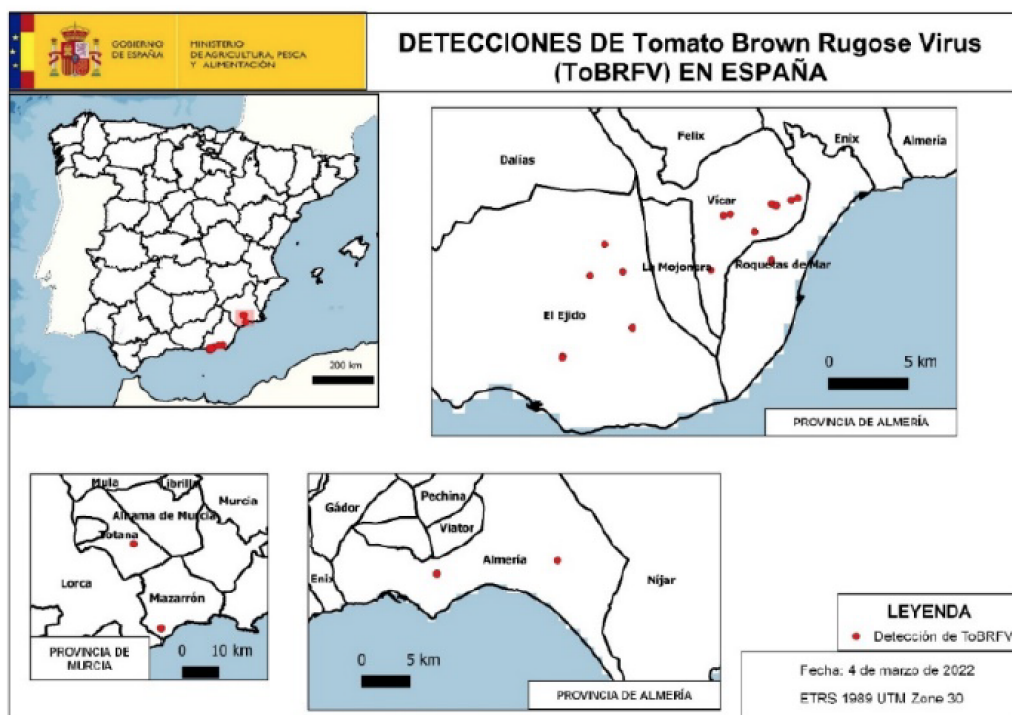 GOBIERNO
DE ESPAÑA
MINISTERIO
DE AGRICULTURA, PESCA
Y ALIMENTACIÓN
DETECCIONES DE Tomato Brown Rugose Virus
(ToBRFV) EN ESPAÑA
200 km
Dalías
Felix
Enix
Almería
Vícar
La Mojonera
Roquetas de Mar
El Ejido
0 5 km
PROVINCIA DE ALMERÍA
Mula
Librilla
Murcia
Alhama de Murcia
Totana
Lorca
Mazarrón
0 10 km
PROVINCIA DE
MURCIA
Gádor
Pechina
Viator
Almería
Enix
Níjar
0 5 km
PROVINCIA DE ALMERÍA
LEYENDA
Detección de ToBRFV
Fecha: 4 de marzo de 2022
ETRS 1989 UTM Zone 30